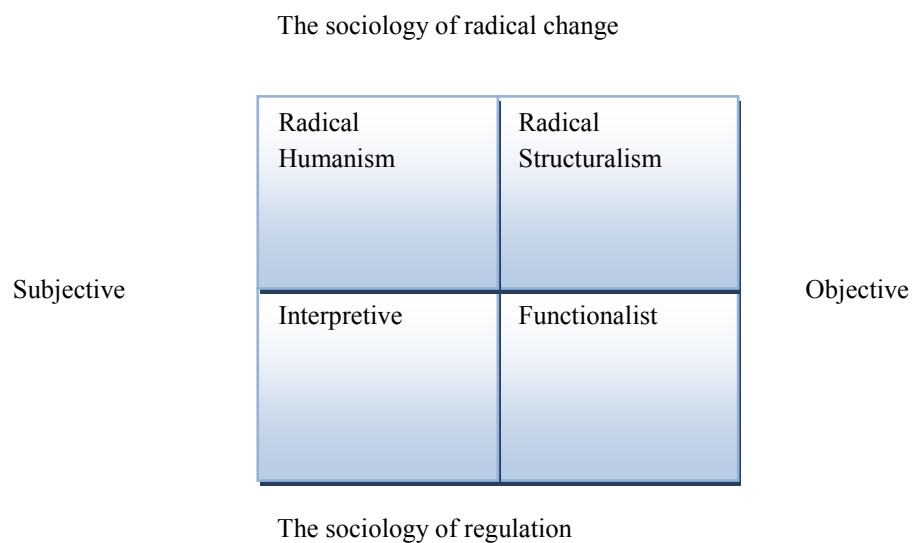 The sociology of radical change
Radical
Humanism
Radical
Structuralism
Subjective
Objective
Interpretive
Functionalist
The sociology of regulation